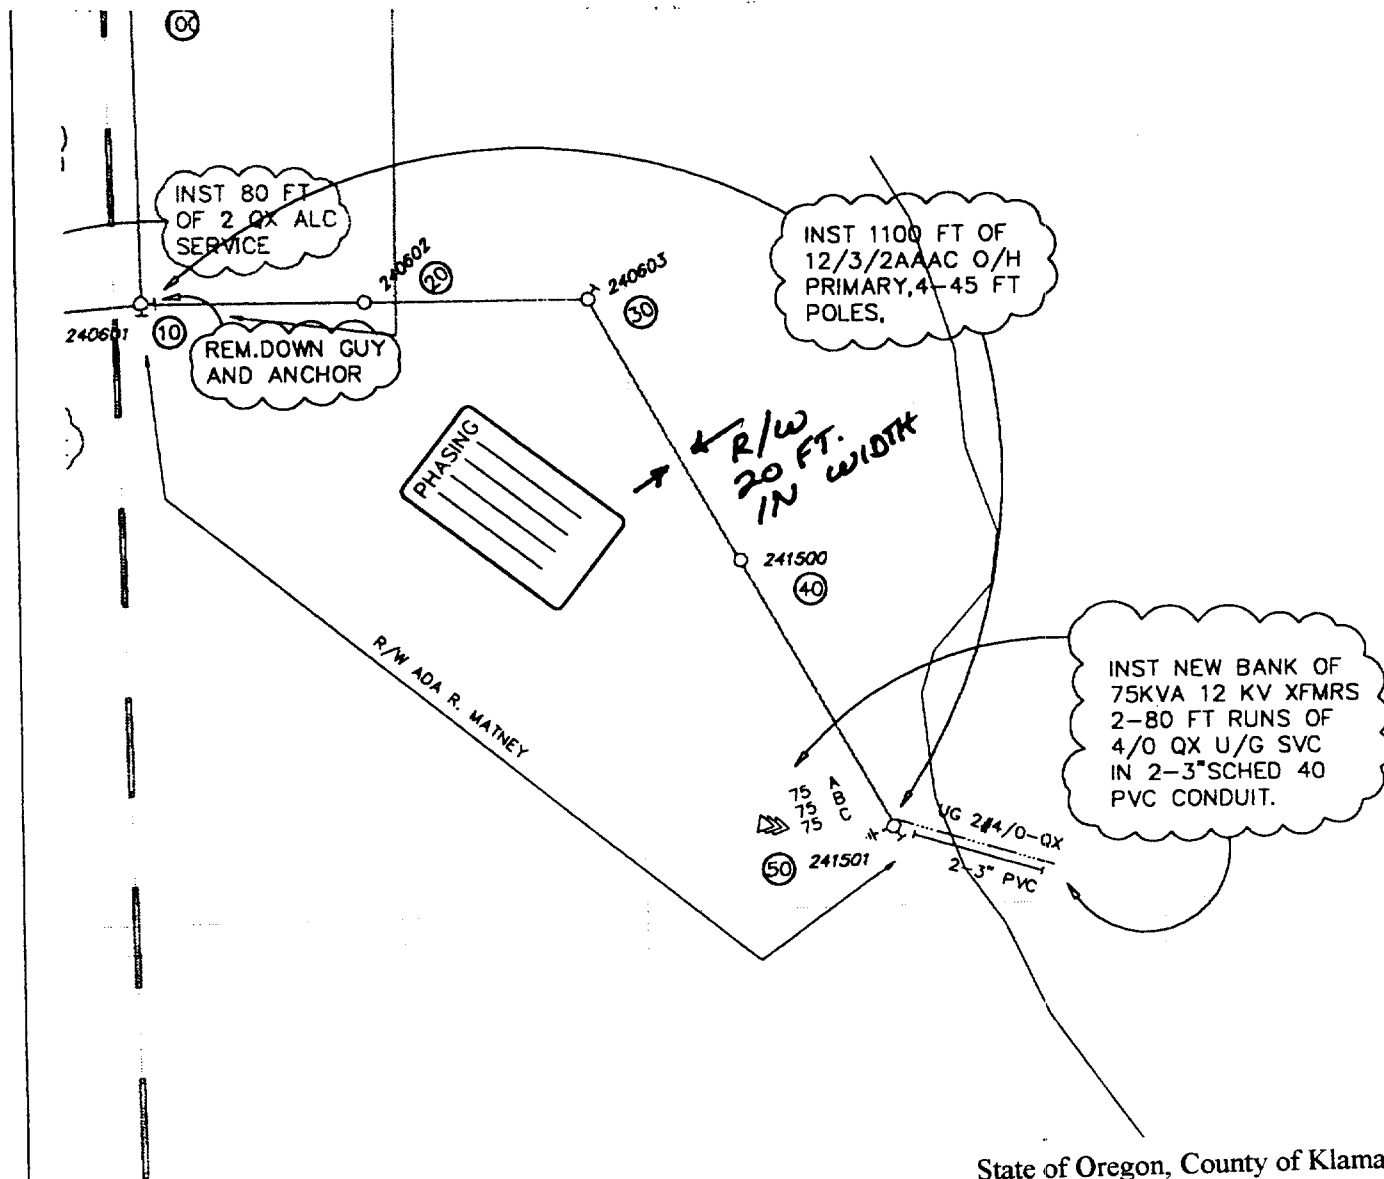 INST 80 FT
OF 2 QX ALC
SERVICE
INST 1100 FT OF
12/3/2AAAC O/H
PRIMARY,4-45 FT
POLES.
240602
20
240603
30
240601
10
REM.DOWN GUY
AND ANCHOR
PHASING
R/W
20 FT.
IN WIDTH
241500
40
R/W ADA R. MATNEY
INST NEW BANK OF
75KVA 12 KV XFMRS
2-80 FT RUNS OF
4/0 QX U/G SVC
IN 2-3"SCHED 40
PVC CONDUIT.
75 A
75 B
75 C
50
241501
UG 2#4/0-QX
2-3" PVC
State of Oregon, County of Klama